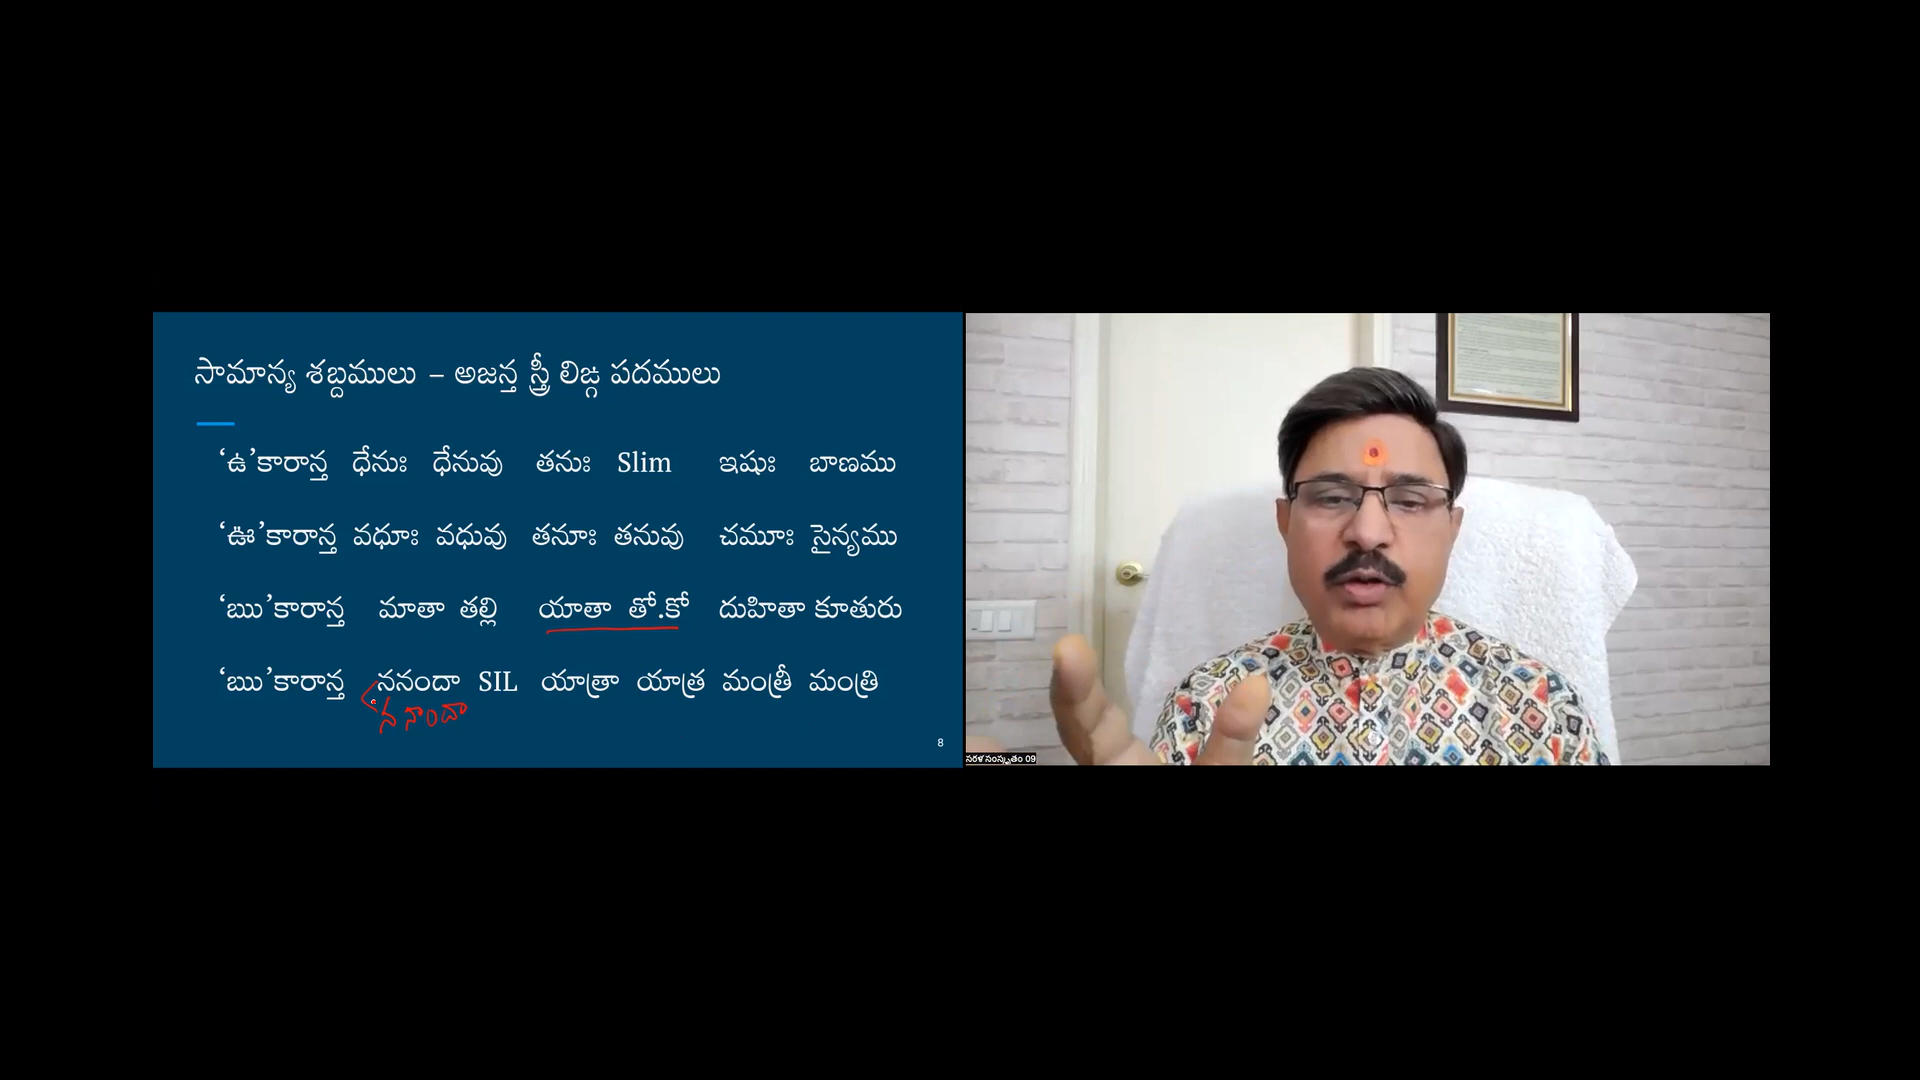 సామాన్య శబ్దములు – అజన్త స్త్రీ లిఙ్గ పదములు
‘ఉ’కారాన్త ధేనుః ధేనువు తనుః Slim ఇషుః బాణము
‘ఊ’కారాన్త వధూః వధువు తనూః తనువు చమూః సైన్యము
‘ఋ’కారాన్త మాతా తల్లి యాతా తో.కో దుహితా కూతురు
‘ఋ’కారాన్త ననందా SIL యాత్రా యాత్ర మంత్రీ మంత్రి
న నాందా
8
సరళ సంస్కృతం 09